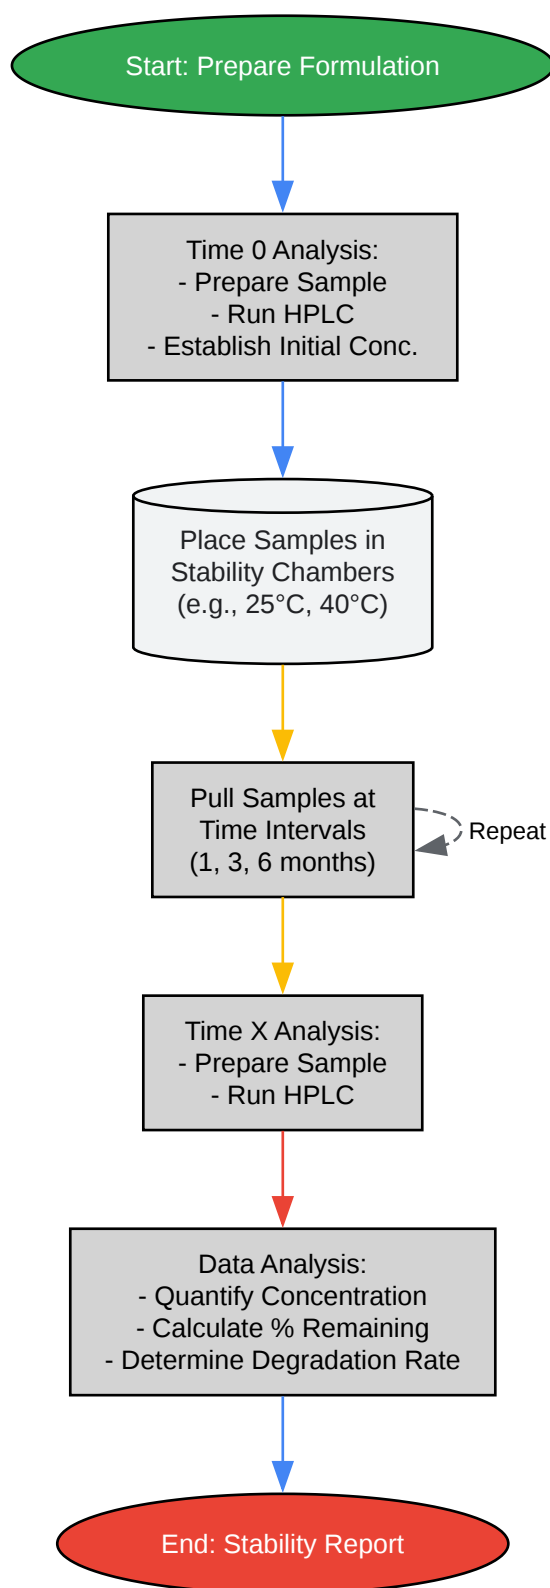 Start: Prepare Formulation
Time 0 Analysis:
- Prepare Sample
- Run HPLC
- Establish Initial Conc.
Place Samples in
Stability Chambers
(e.g., 25°C, 40°C)
Pull Samples at
Time Intervals
(1, 3, 6 months)
Repeat
Time X Analysis:
- Prepare Sample
- Run HPLC
Data Analysis:
- Quantify Concentration
- Calculate % Remaining
- Determine Degradation Rate
End: Stability Report